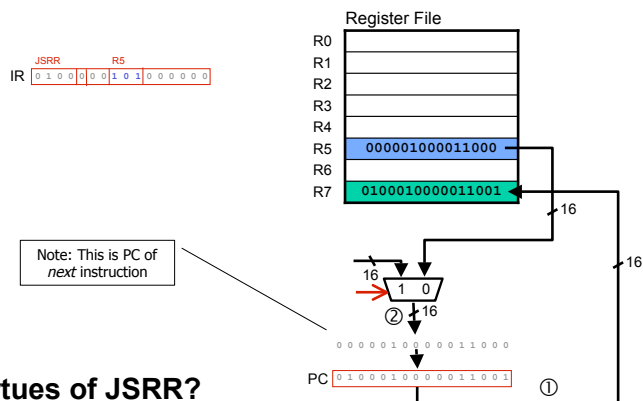 Register File
JSRR R5
IR 0 1 0 0 0 0 0 1 0 1 0 0 0 0 0 0
R0
R1
R2
R3
R4
R5 000001000011000
R6
R7 0100010000011001
16
Note: This is PC of
next instruction
16
16
1 0
② 16
0 0 0 0 0 1 0 0 0 0 0 1 1 0 0 0
PC 0 1 0 0 0 1 0 0 0 0 0 1 1 0 0 1
①
tues of JSRR?